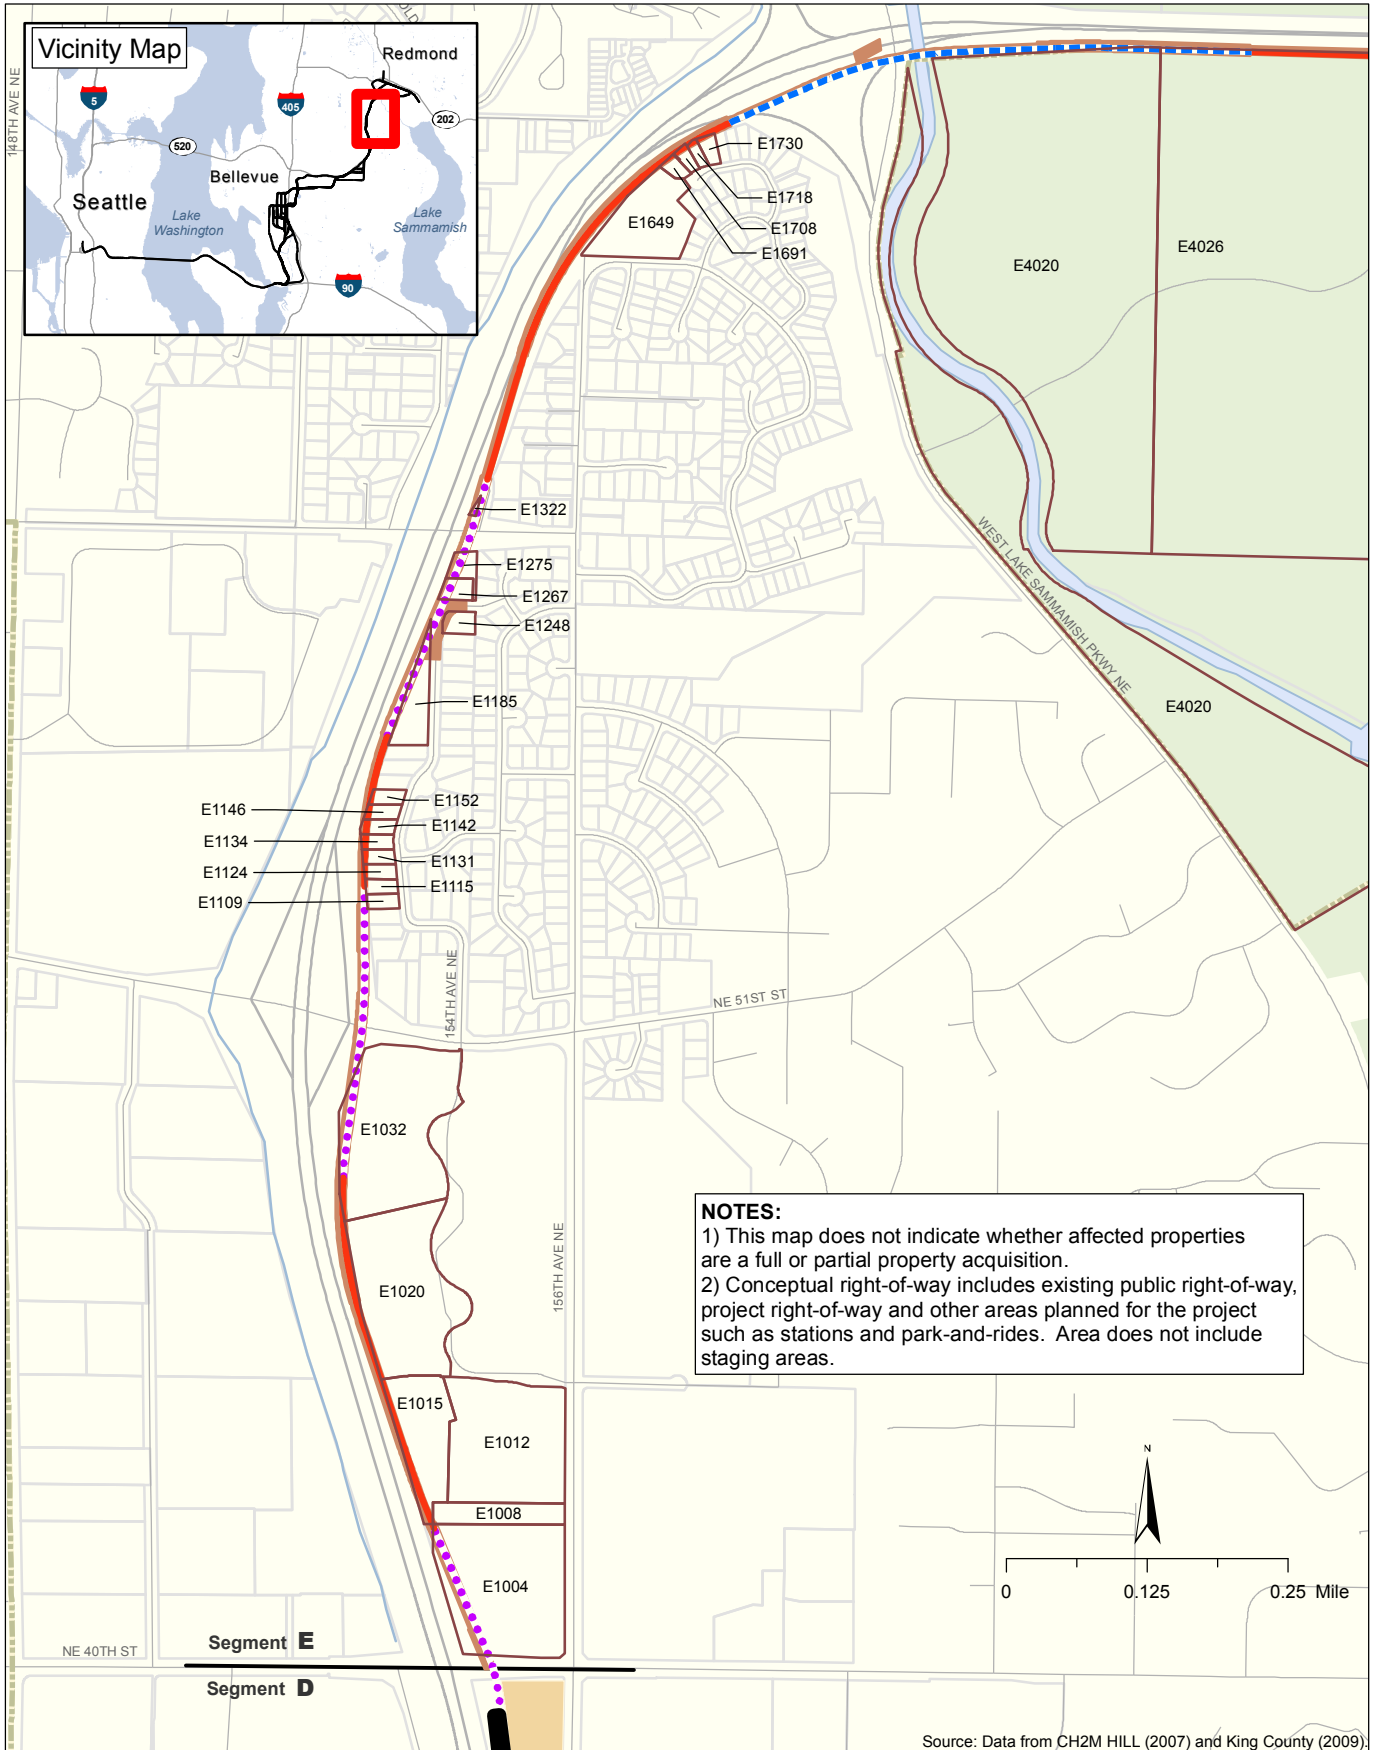 Vicinity Map
Redmond
5
405
202
520
Bellevue
Seattle
Lake
Washington
Lake
Sammamish
90
148TH AVE NE
E1730
E1718
E1708
E1691
E1649
E4020
E4026
E1322
E1275
E1267
E1248
E1185
WEST LAKE SAMMAMISH PKWY NE
E4020
E1152
E1146
E1142
E1134
E1131
E1124
E1115
E1109
154TH AVE NE
NE 51ST ST
E1032
E1020
156TH AVE NE
NOTES:
1) This map does not indicate whether affected properties
are a full or partial property acquisition.
2) Conceptual right-of-way includes existing public right-of-way,
project right-of-way and other areas planned for the project
such as stations and park-and-rides. Area does not include
staging areas.
E1015
E1012
E1008
E1004
N
0 0.125 0.25 Mile
NE 40TH ST
Segment E
Segment D
Source: Data from CH2M HILL (2007) and King County (2009).